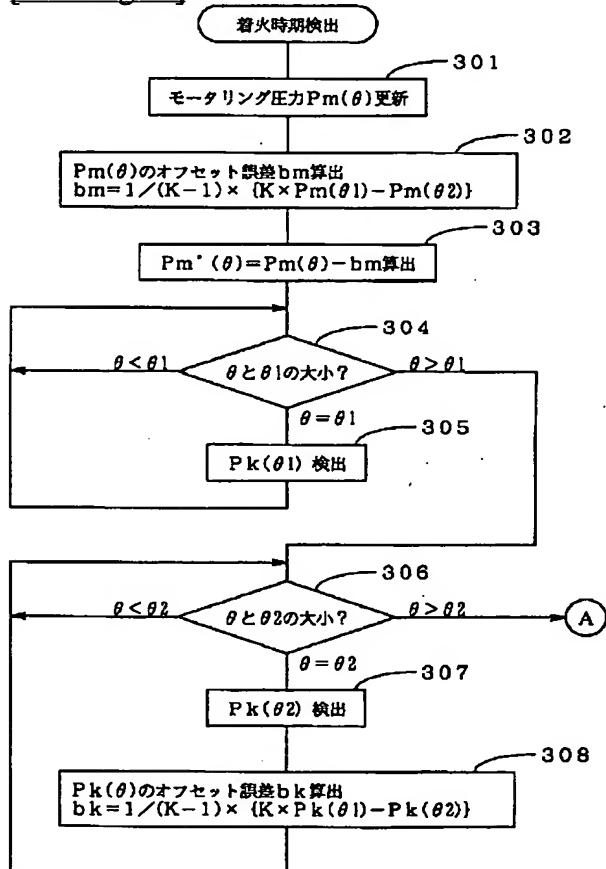 着火時期検出
301
モータリング圧力Pm(θ)更新
302
Pm(θ)のオフセット誤差bm算出
bm=1/(K-1)×{K×Pm(θ1)-Pm(θ2)}
303
Pm'(θ)=Pm(θ)-bm算出
304
θ<θ1
θとθ1の大小?
θ>θ1
θ=θ1
305
Pk(θ1)検出
306
θ<θ2
θとθ2の大小?
θ>θ2
A
θ=θ2
307
Pk(θ2)検出
308
Pk(θ)のオフセット誤差bk算出
bk=1/(K-1)×{K×Pk(θ1)-Pk(θ2)}